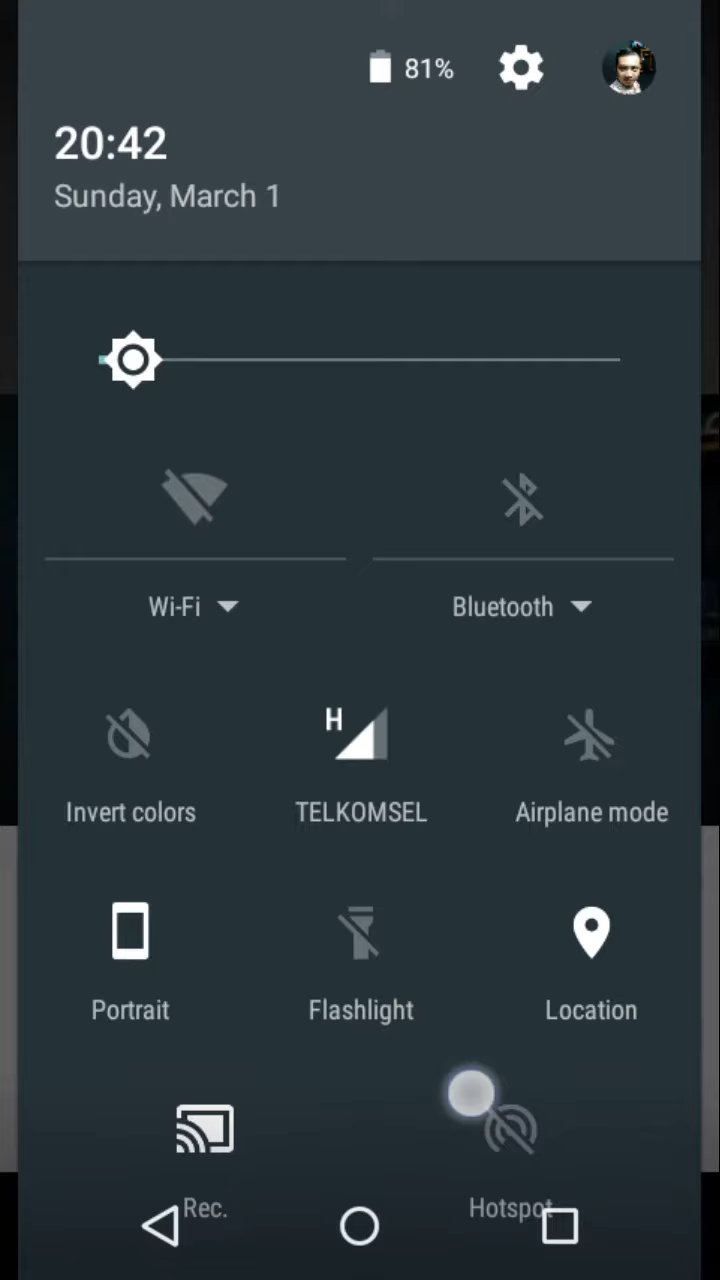 81%
20:42
Sunday, March 1
Wi-Fi
Bluetooth
H
Invert colors
TELKOMSEL
Airplane mode
Portrait
Flashlight
Location
Rec.
Hotspot